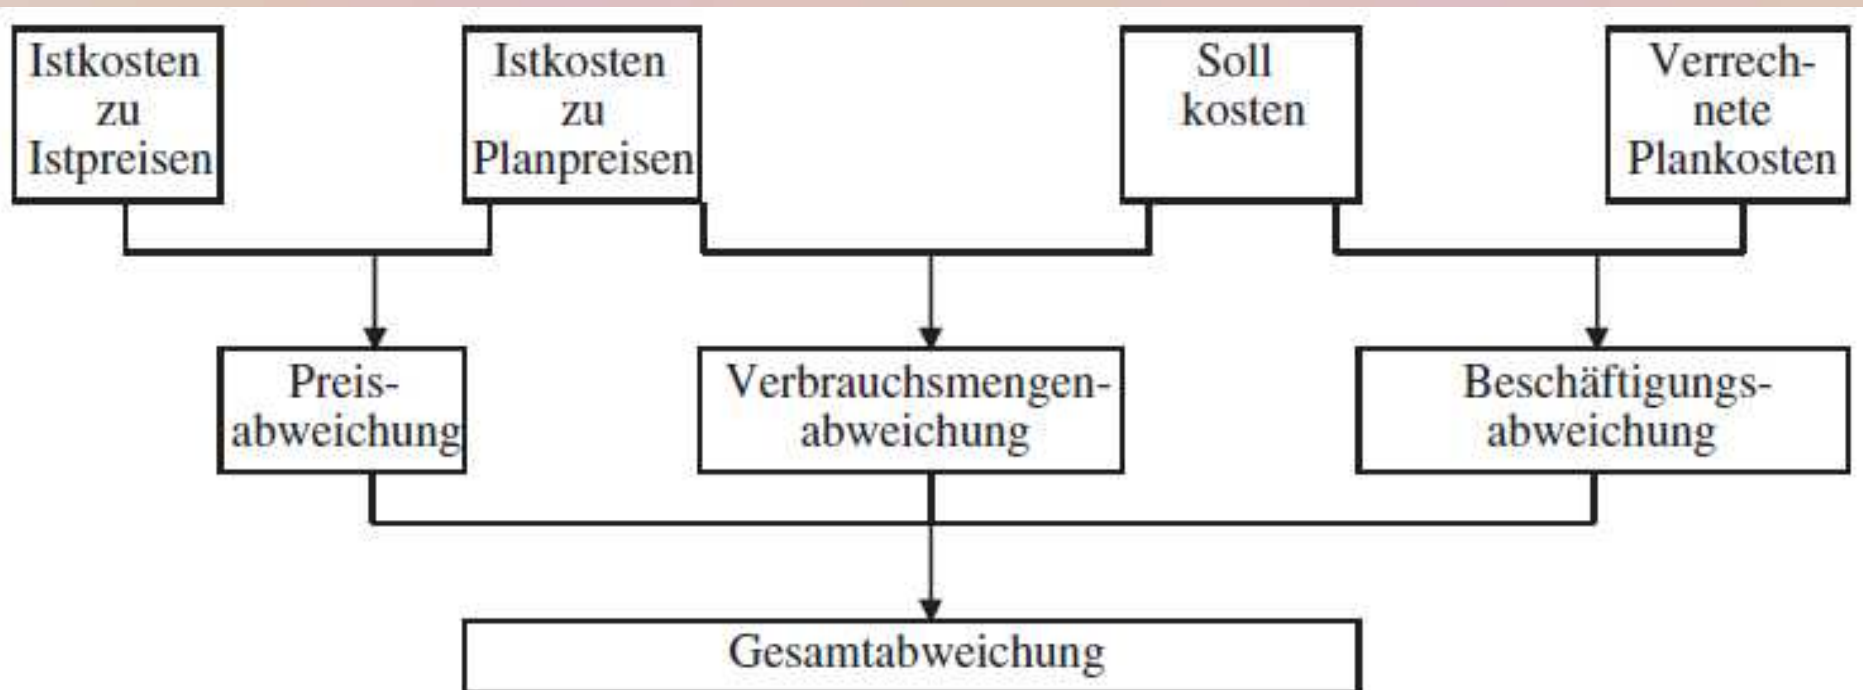 Istkosten
zu
Istpreisen
Istkosten
zu
Planpreisen
Soll
kosten
Verrech-
nete
Plankosten
Preis-
abweichung
Verbrauchsmengen-
abweichung
Beschäftigungs-
abweichung
Gesamtabweichung